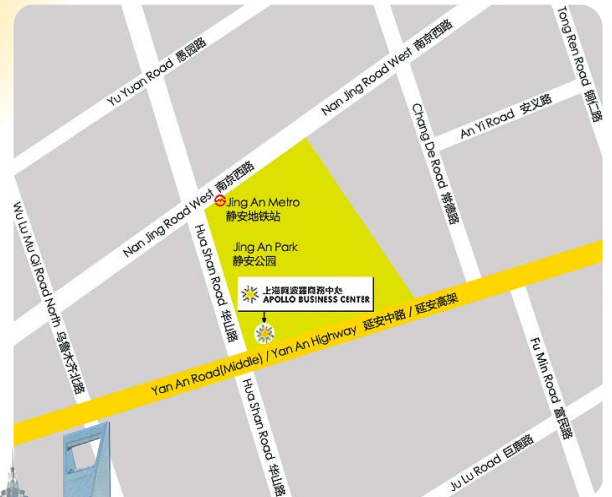 Yu Yuan Road 愚园路
Nan Jing Road West 南京西路
Tong Ren Road 铜仁路
An Yi Road 安义路
Chang De Road 常德路
Nan Jing Road West 南京西路
Jing An Metro
静安地铁站
Jing An Park
静安公园
Wu Lu Mu Qi Road North 乌鲁木齐北路
Hua Shan Road 华山路
上海阿波罗商务中心
APOLLO BUSINESS CENTER
Yan An Road(Middle) / Yan An Highway 延安中路 / 延安高架
Hua Shan Road 华山路
Fu Min Road 富民路
Ju Lu Road 巨鹿路